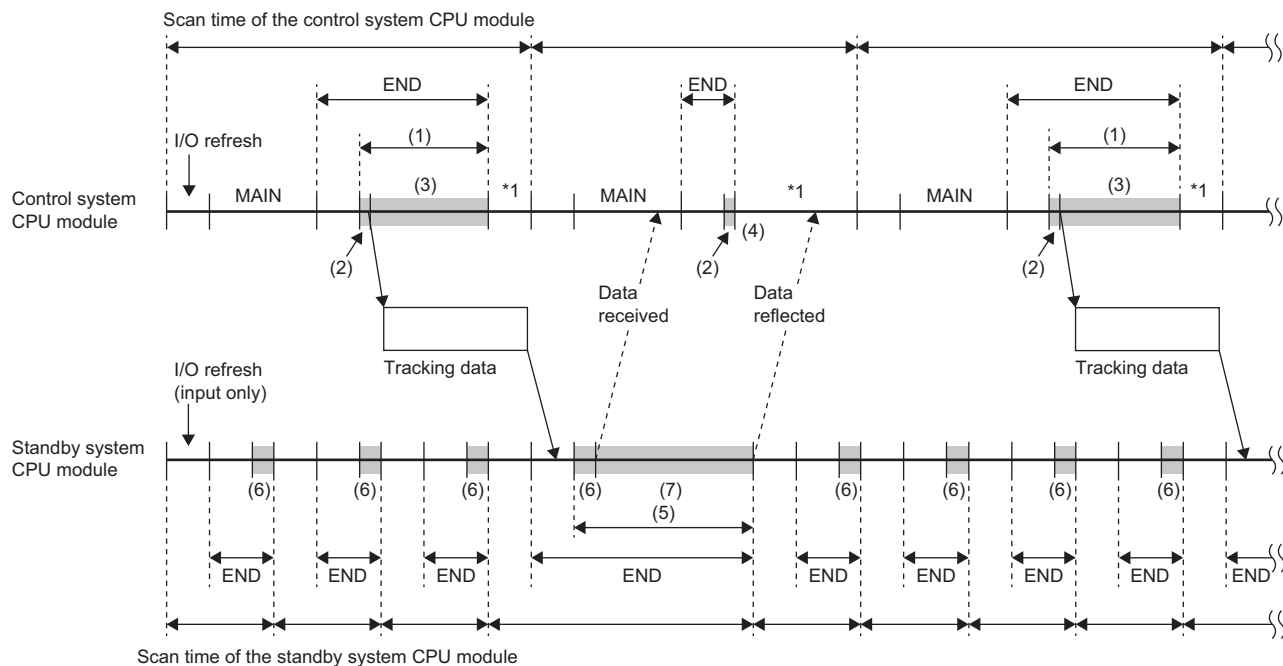 Scan time of the control system CPU module
END
END
END
I/O refresh
(1)
(1)
Control system
CPU module
MAIN
(3)
*1
MAIN
*1
MAIN
(3)
*1
(2)
(2)
(4)
(2)
Data
received
Data
reflected
Tracking data
Tracking data
I/O refresh
(input only)
Standby system
CPU module
(6)
(6)
(6)
(6)
(7)
(6)
(6)
(6)
(6)
(5)
END
END
END
END
END
END
END
END
END
Scan time of the standby system CPU module